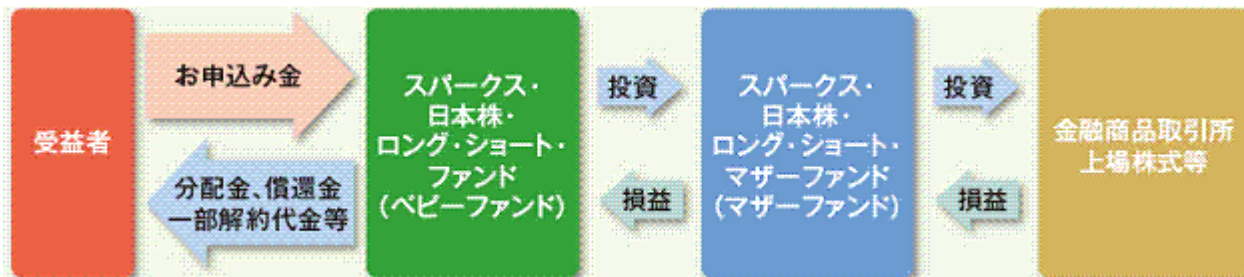 受益者
お申込み金
分配金、償還金
一部解約代金等
スパークス・
日本株・
ロング・ショート・
ファンド
(ベビーファンド)
投資
損益
スパークス・
日本株・
ロング・ショート・
マザーファンド
(マザーファンド)
投資
損益
金融商品取引所
上場株式等